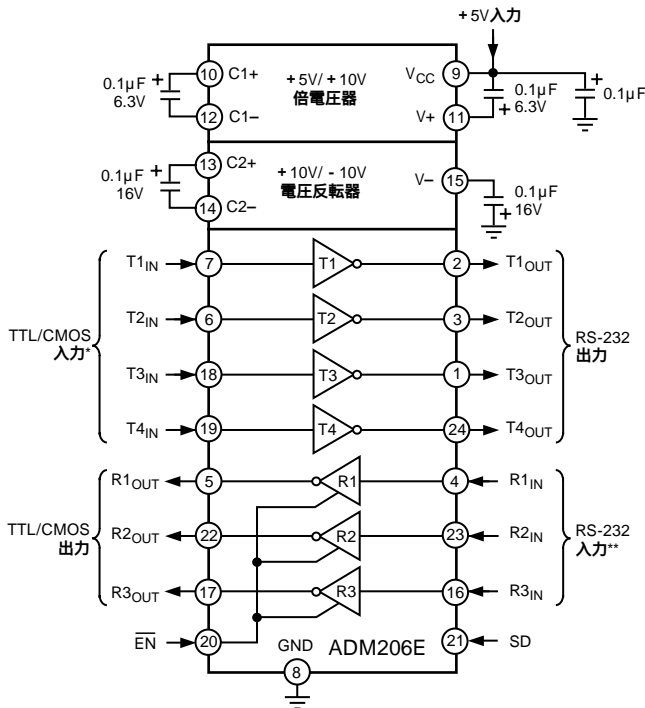 +5V入力
0.1µF
6.3V
10
C1+
12
C1–
+5V/+10V
倍電圧器
VCC
9
V+
11
0.1µF
6.3V
0.1µF
0.1µF
16V
13
C2+
14
C2–
+10V/-10V
電圧反転器
V–
15
0.1µF
16V
TTL/CMOS
入力*
T1IN
7
T1
2
T1OUT
T2IN
6
T2
3
T2OUT
T3IN
18
T3
1
T3OUT
T4IN
19
T4
24
T4OUT
RS-232
出力
TTL/CMOS
出力
R1OUT
5
R1
4
R1IN
R2OUT
22
R2
23
R2IN
R3OUT
17
R3
16
R3IN
RS-232
入力**
EN
20
GND
8
ADM206E
21
SD